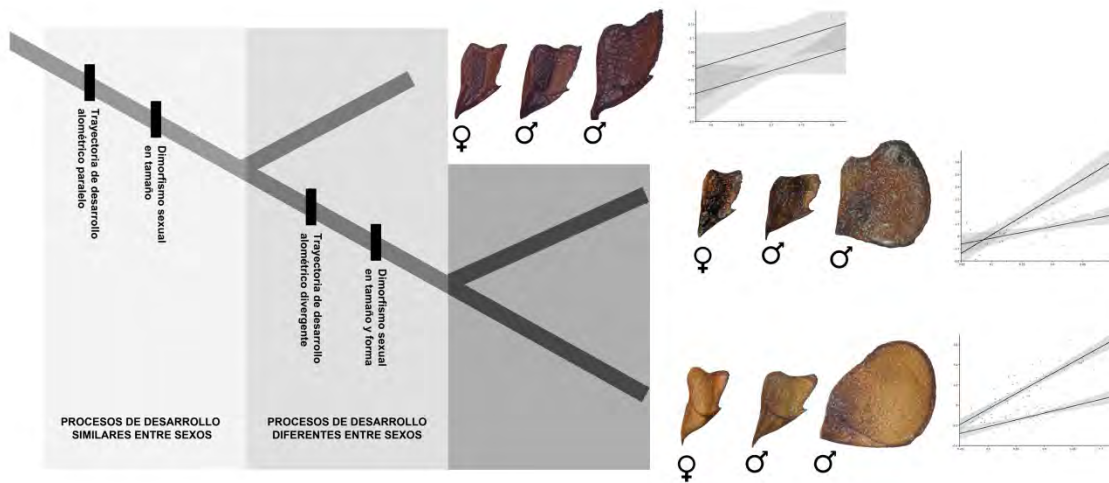 Trayectoria de desarrollo
alométrico paralelo
Dimorfismo sexual
en tamaño
Trayectoria de desarrollo
alométrico divergente
Dimorfismo sexual
en tamaño y forma
PROCESOS DE DESARROLLO
SIMILARES ENTRE SEXOS
PROCESOS DE DESARROLLO
DIFERENTES ENTRE SEXOS
♀ ♂ ♂
♀ ♂ ♂
♀ ♂ ♂